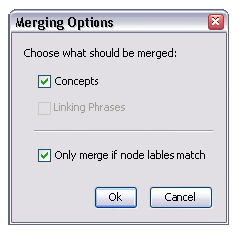 Merging Options
Choose what should be merged:
Concepts
Linking Phrases
Only merge if node lables match
Ok
Cancel